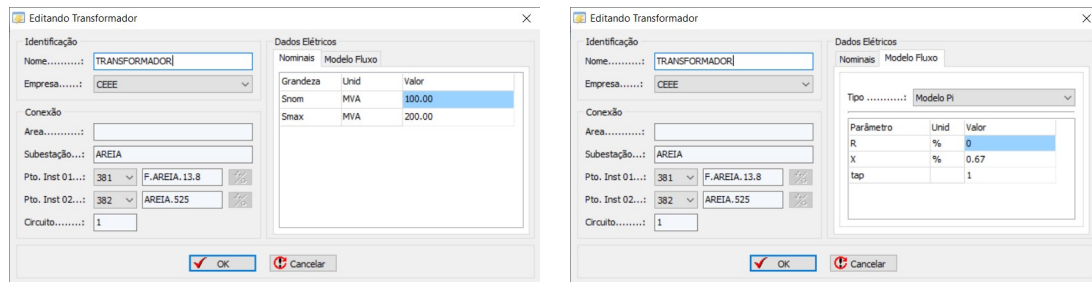 Editando Transformador
Identificação
Nome..........: TRANSFORMADOR
Empresa......: CEEE
Conexão
Area...........:
Subestação...: AREIA
Pto. Inst 01...: 381 F.AREIA.13.8
Pto. Inst 02...: 382 AREIA.525
Circuito........: 1
Dados Elétricos
Nominais Modelo Fluxo
Grandeza Unid Valor
Snom MVA 100.00
Smax MVA 200.00
OK Cancelar
Editando Transformador
Identificação
Nome..........: TRANSFORMADOR
Empresa......: CEEE
Conexão
Area...........:
Subestação...: AREIA
Pto. Inst 01...: 381 F.AREIA.13.8
Pto. Inst 02...: 382 AREIA.525
Circuito........: 1
Dados Elétricos
Nominais Modelo Fluxo
Tipo ...........: Modelo Pi
Parâmetro Unid Valor
R % 0
X % 0.67
tap 1
OK Cancelar